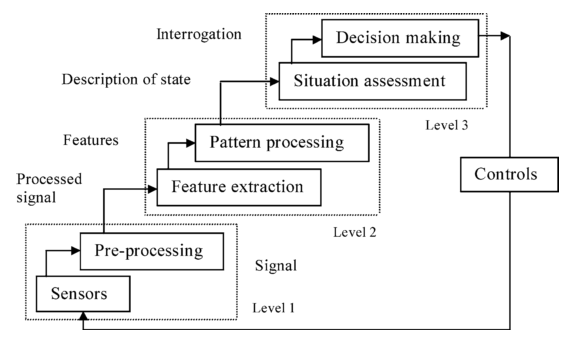 Interrogation
Decision making
Description of state
Situation assessment
Level 3
Features
Pattern processing
Processed
signal
Feature extraction
Controls
Level 2
Pre-processing
Signal
Sensors
Level 1